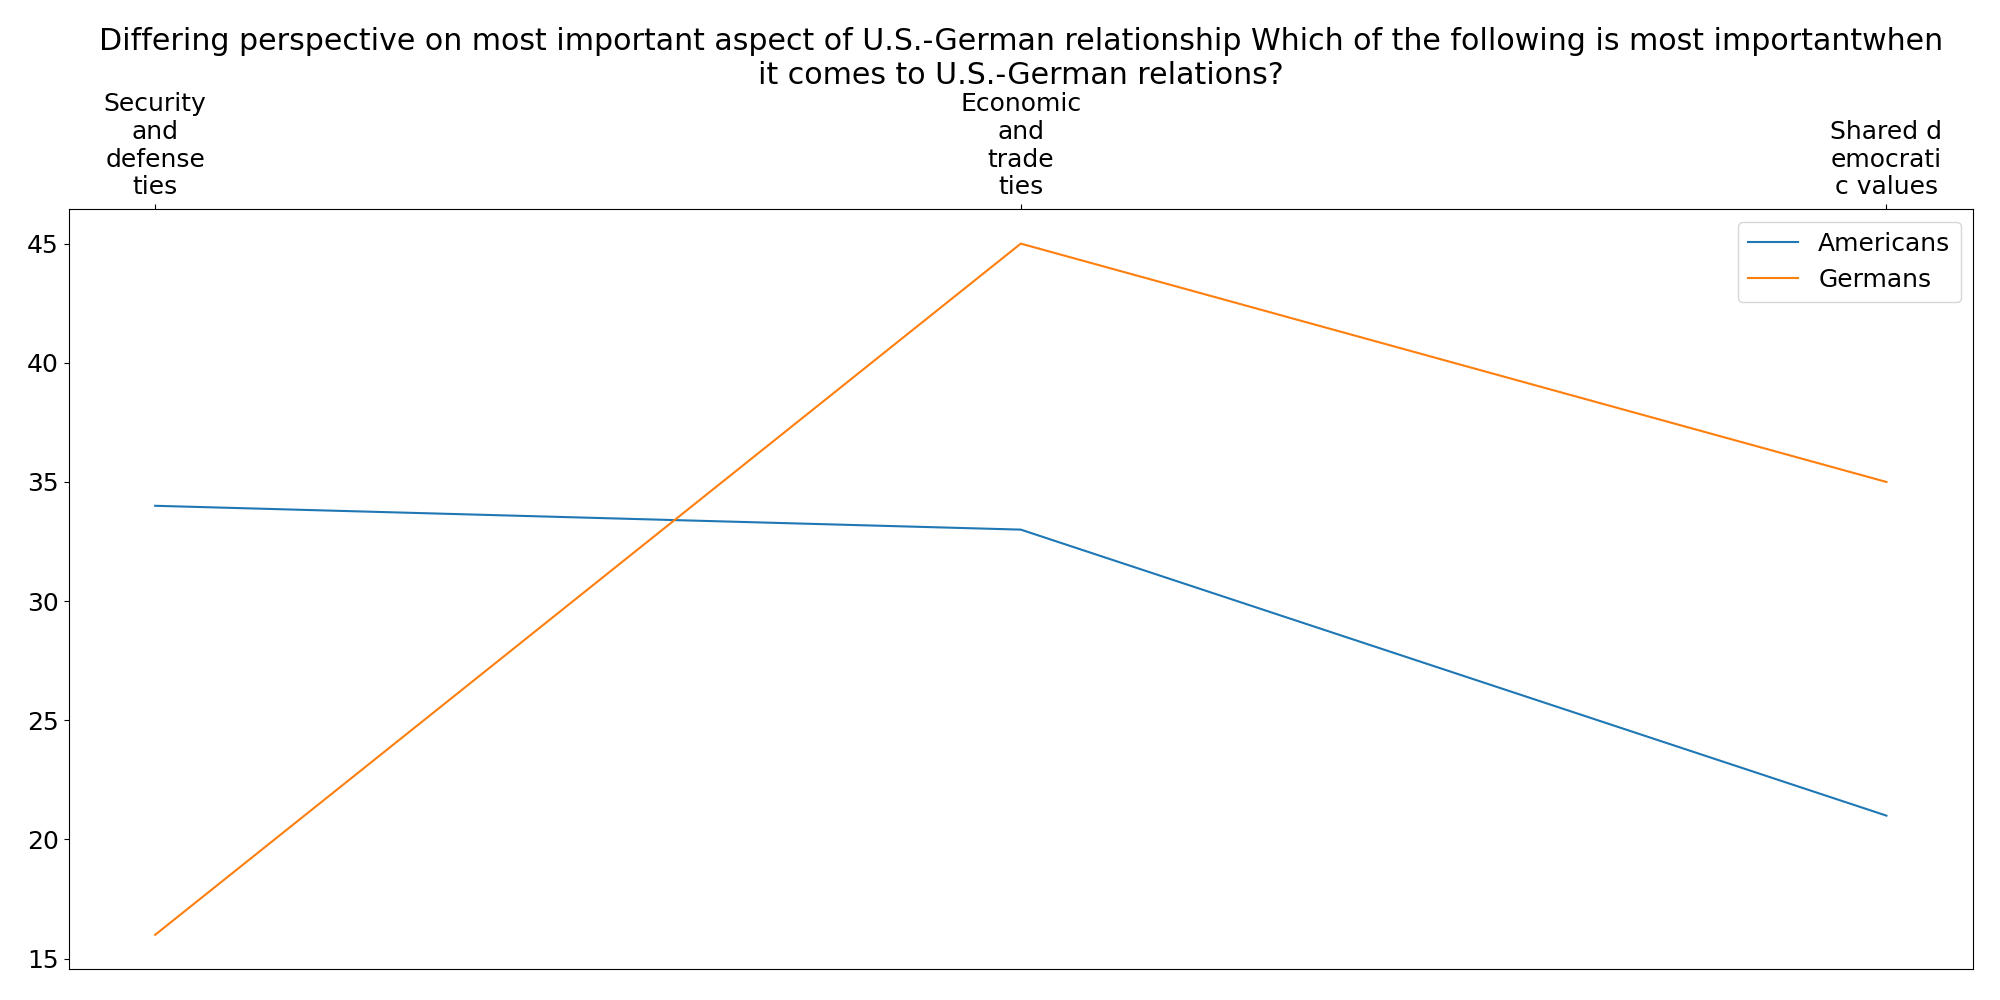 Differing perspective on most important aspect of U.S.-German relationship Which of the following is most importantwhen
it comes to U.S.-German relations?
Security
and
defense
ties
Economic
and
trade
ties
Shared d
emocrati
c values
45
40
35
30
25
20
15
Americans
Germans